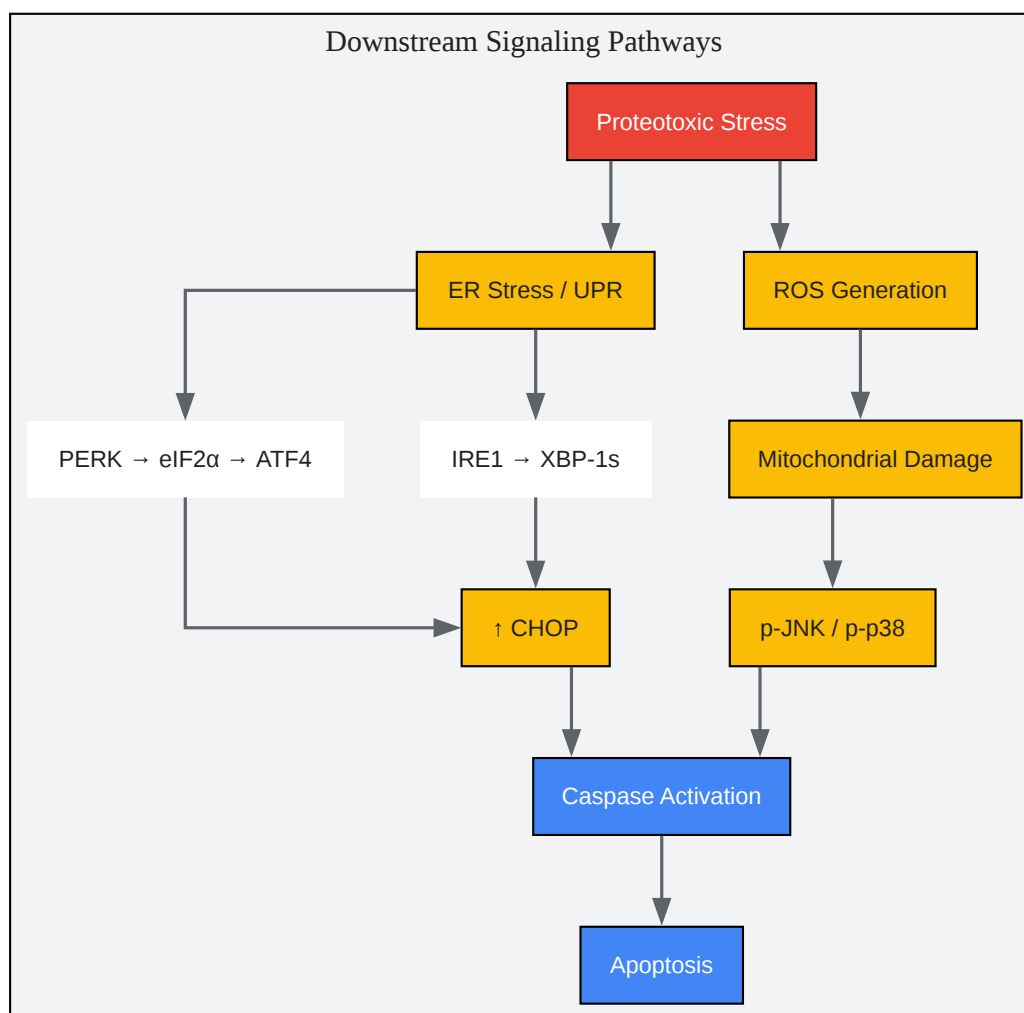 Downstream Signaling Pathways
Proteotoxic Stress
ER Stress / UPR
ROS Generation
PERK → eIF2α → ATF4
IRE1 → XBP-1s
Mitochondrial Damage
↑ CHOP
p-JNK / p-p38
Caspase Activation
Apoptosis